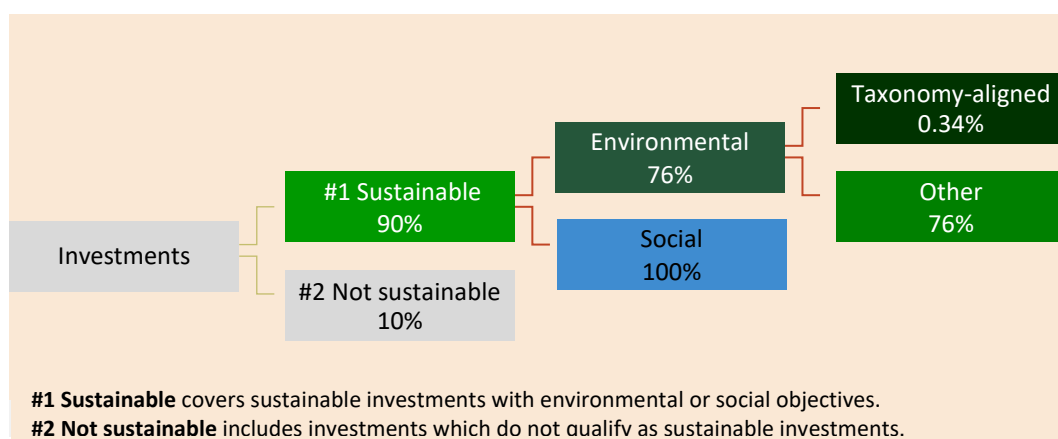 Taxonomy-aligned
0.34%
Environmental
76%
#1 Sustainable
90%
Other
76%
Social
100%
Investments
#2 Not sustainable
10%
#1 Sustainable covers sustainable investments with environmental or social objectives.
#2 Not sustainable includes investments which do not qualify as sustainable investments.